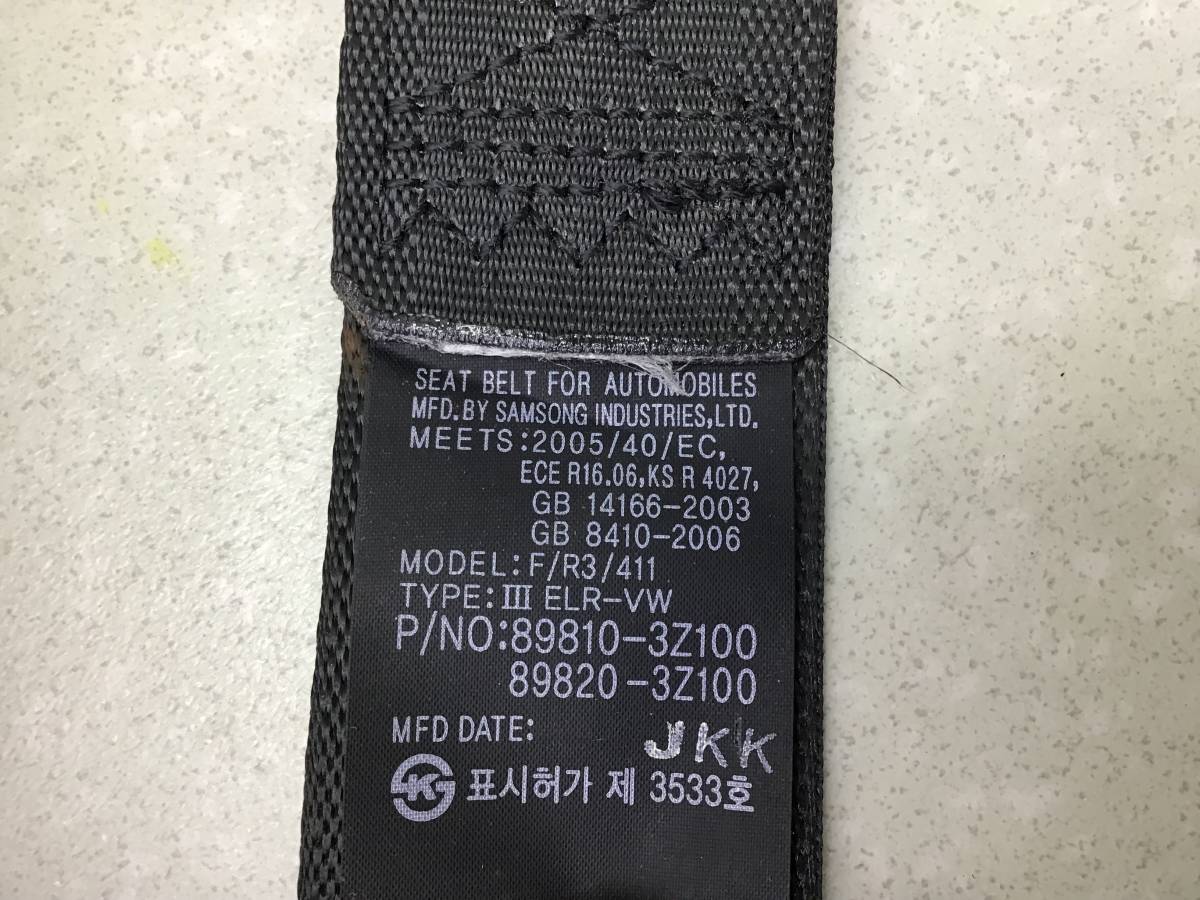 SEAT BELT FOR AUTOMOBILES
MFD.BY SAMSONG INDUSTRIES,LTD.
MEETS:2005/40/EC,
ECE R16.06,KS R 4027,
GB 14166-2003
GB 8410-2006
MODEL:F/R3/411
TYPE:Ⅲ ELR-VW
P/NO:89810-3Z100
89820-3Z100
MFD DATE: JKK
표시허가 제 3533호